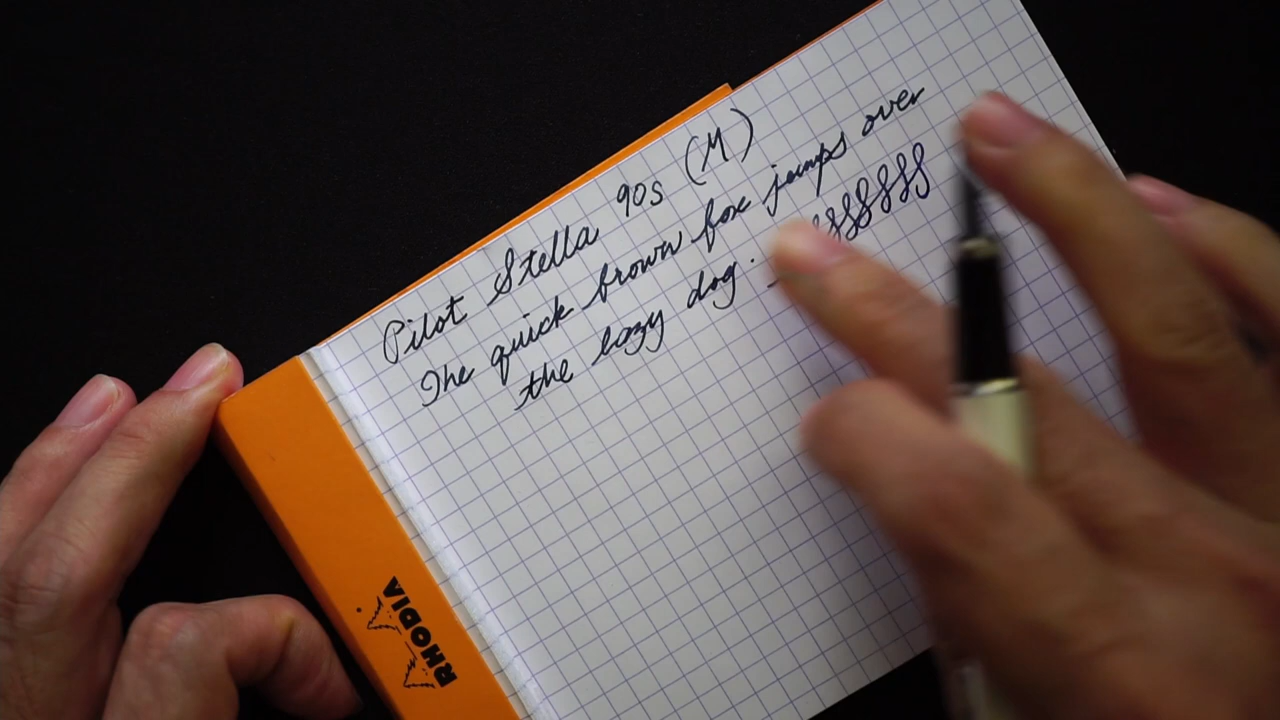 Pilot Stella 90s (M)
The quick brown fox jumps over
the lazy dog.
RHODIA